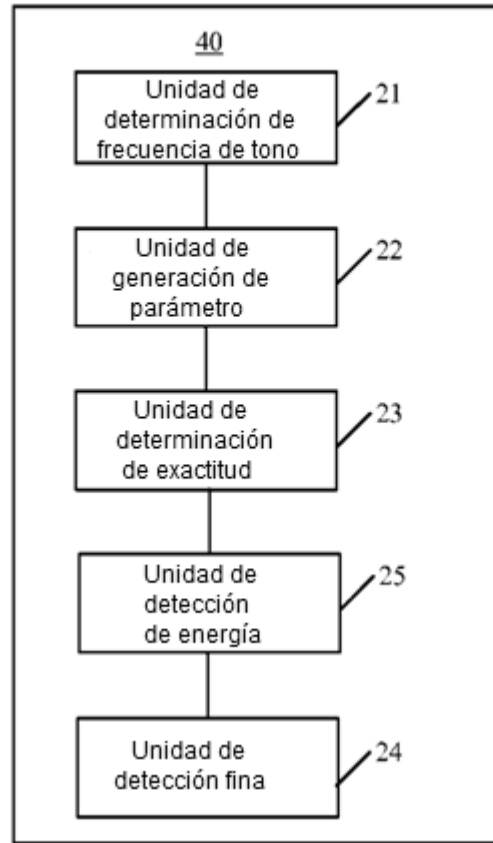 40
Unidad de
determinación de
frecuencia de tono
21
Unidad de
generación de
parámetro
22
Unidad de
determinación
de exactitud
23
Unidad de
detección
de energía
25
Unidad de
detección fina
24